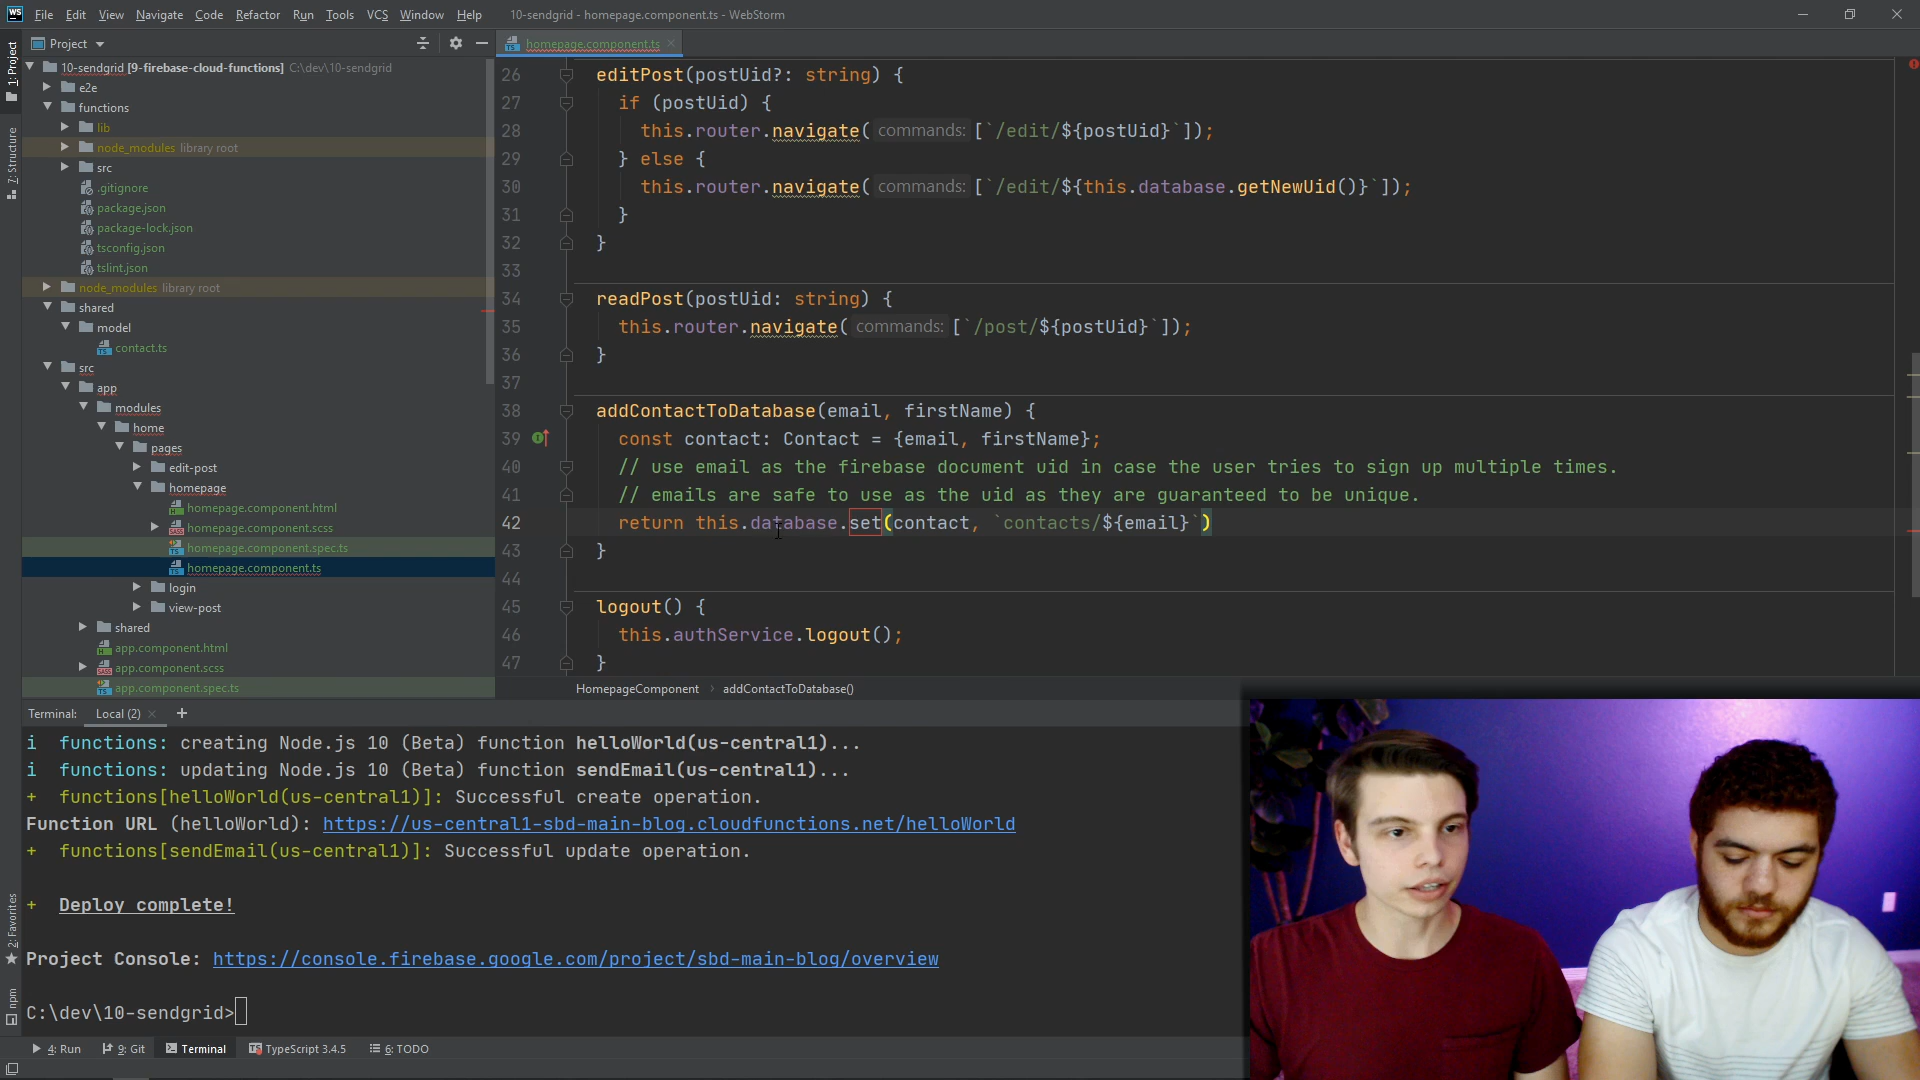 WS File Edit View Navigate Code Refactor Run Tools VCS Window Help 10-sendgrid - homepage.component.ts - WebStorm
Project
homepage.component.ts
1: Project
7: Structure
2: Favorites
npm
10-sendgrid [9-firebase-cloud-functions] C:\dev\10-sendgrid
e2e
functions
lib
node_modules library root
src
.gitignore
package.json
package-lock.json
tsconfig.json
tslint.json
node_modules library root
shared
model
contact.ts
src
app
modules
home
pages
edit-post
homepage
homepage.component.html
homepage.component.scss
homepage.component.spec.ts
homepage.component.ts
login
view-post
shared
app.component.html
app.component.scss
app.component.spec.ts
26 editPost(postUid?: string) {
27 if (postUid) {
28 this.router.navigate( commands: [`/edit/${postUid}`]);
29 } else {
30 this.router.navigate( commands: [`/edit/${this.database.getNewUid()}`]);
31 }
32 }
33
34 readPost(postUid: string) {
35 this.router.navigate( commands: [`/post/${postUid}`]);
36 }
37
38 addContactToDatabase(email, firstName) {
39 const contact: Contact = {email, firstName};
40 // use email as the firebase document uid in case the user tries to sign up multiple times.
41 // emails are safe to use as the uid as they are guaranteed to be unique.
42 return this.database.set(contact, `contacts/${email}`)
43 }
44
45 logout() {
46 this.authService.logout();
47 }
HomepageComponent › addContactToDatabase()
Terminal: Local (2) +
i functions: creating Node.js 10 (Beta) function helloWorld(us-central1)...
i functions: updating Node.js 10 (Beta) function sendEmail(us-central1)...
+ functions[helloWorld(us-central1)]: Successful create operation.
Function URL (helloWorld): https://us-central1-sbd-main-blog.cloudfunctions.net/helloWorld
+ functions[sendEmail(us-central1)]: Successful update operation.
+ Deploy complete!
Project Console: https://console.firebase.google.com/project/sbd-main-blog/overview
C:\dev\10-sendgrid>
4: Run 9: Git Terminal TypeScript 3.4.5 6: TODO